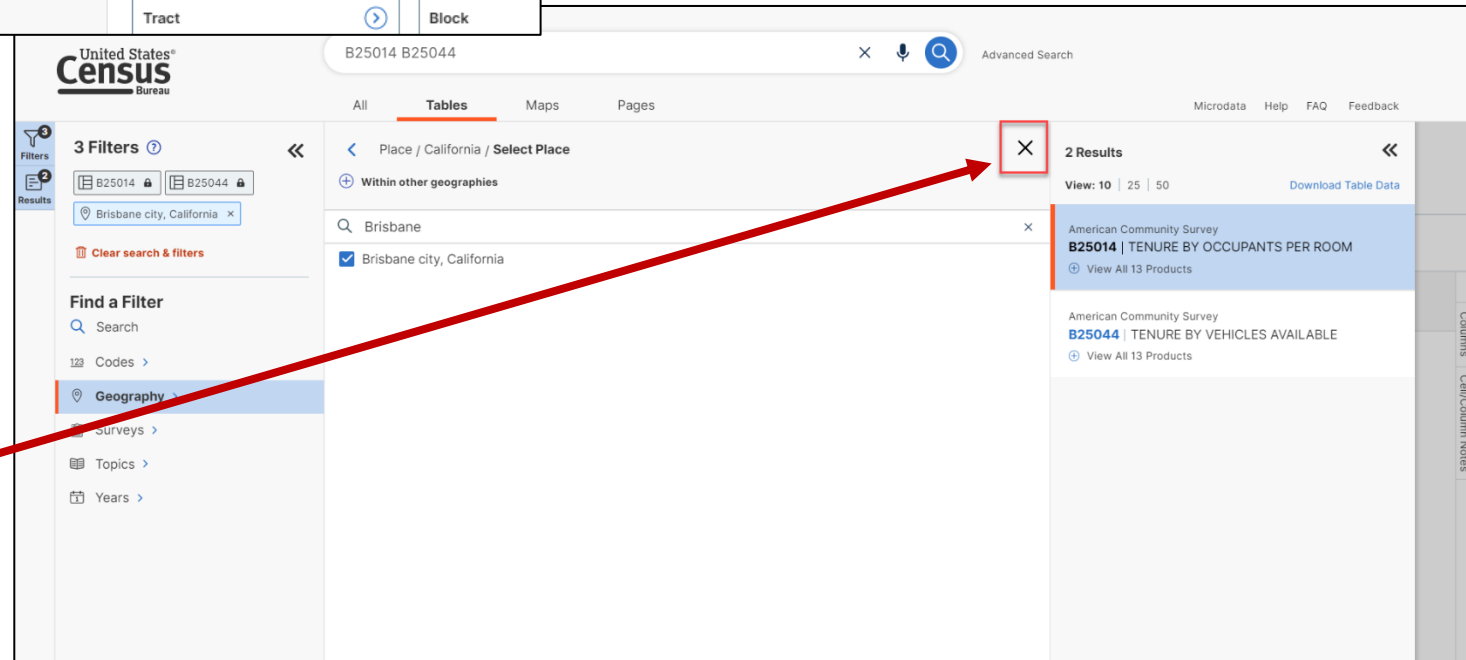 Tract
Block
United States®
Census
Bureau
B25014 B25044
Advanced Search
All Tables Maps Pages
Microdata Help FAQ Feedback
3
Filters
2
Results
3 Filters
B25014
B25044
Brisbane city, California ×
Clear search & filters
Find a Filter
Search
123 Codes >
Geography >
Surveys >
Topics >
Years >
Place / California / Select Place
Within other geographies
Brisbane
Brisbane city, California
2 Results
View: 10 | 25 | 50
Download Table Data
American Community Survey
B25014 | TENURE BY OCCUPANTS PER ROOM
View All 13 Products
American Community Survey
B25044 | TENURE BY VEHICLES AVAILABLE
View All 13 Products
Columns
Cell/Column Notes